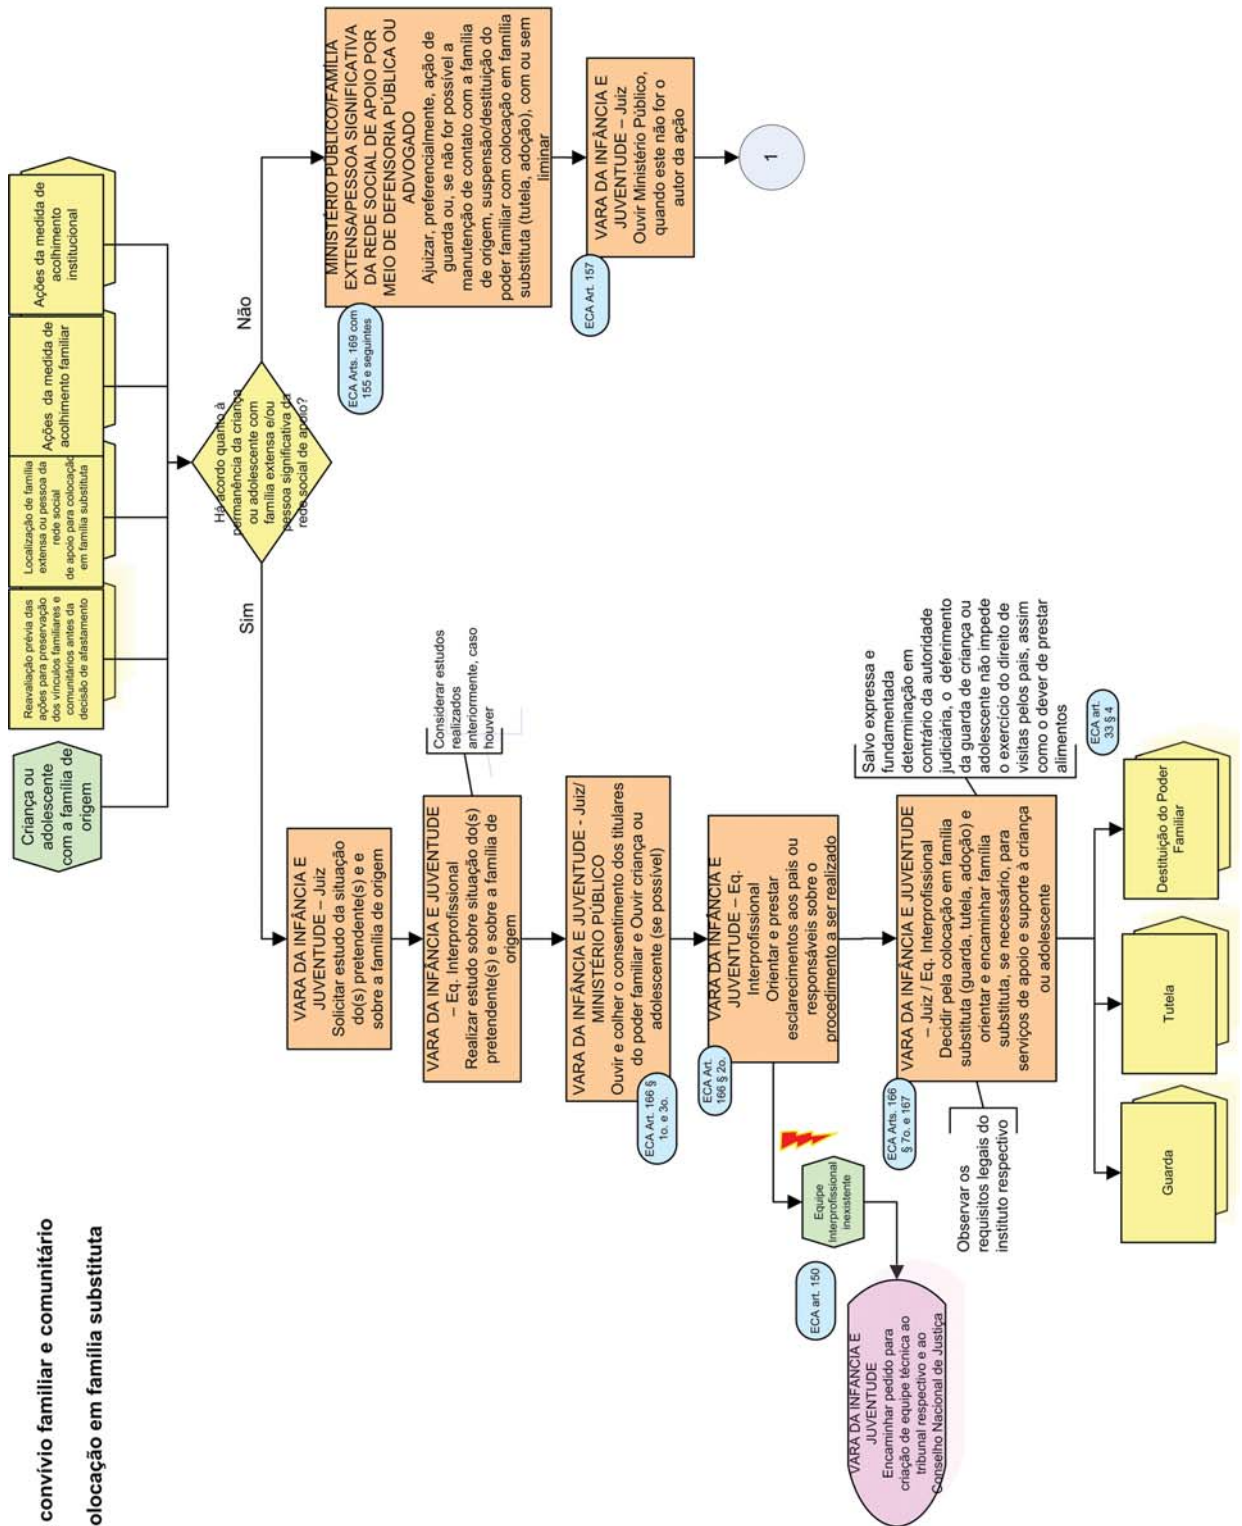 convívio familiar e comunitário
olocação em família substituta
Criança ou
adolescente
com a família de
origem
Reavaliação prévia das
ações para preservação
dos vínculos familiares e
comunitários antes da
decisão de afastamento
Localização de família
extensa ou pessoa da
rede social
de apoio para colocação
em família substituta
Ações da medida de
acolhimento familiar
Ações da medida de
acolhimento
institucional
Há acordo quanto à
permanência da criança
ou adolescente com
família extensa e/ou
pessoa significativa da
rede social de apoio?
Sim
Não
VARA DA INFÂNCIA E
JUVENTUDE – Juiz
Solicitar estudo da situação
do(s) pretendente(s) e
sobre a família de origem
VARA DA INFÂNCIA E JUVENTUDE
– Eq. Interprofissional
Realizar estudo sobre situação do(s)
pretendente(s) e sobre a família de
origem
Considerar estudos
realizados
anteriormente, caso
houver
VARA DA INFÂNCIA E JUVENTUDE - Juiz/
MINISTÉRIO PÚBLICO
Ouvir e colher o consentimento dos titulares
do poder familiar e Ouvir criança ou
adolescente (se possível)
ECA Art. 166 §
1o. e 3o.
VARA DA INFÂNCIA E
JUVENTUDE – Eq.
Interprofissional
Orientar e prestar
esclarecimentos aos pais ou
responsáveis sobre o
procedimento a ser realizado
ECA Art.
166 § 2o.
Equipe
Interprofissional
inexistente
ECA art. 150
VARA DA INFÂNCIA E
JUVENTUDE
Encaminhar pedido para
criação de equipe técnica ao
tribunal respectivo e ao
Conselho Nacional de Justiça
VARA DA INFÂNCIA E JUVENTUDE
– Juiz / Eq. Interprofissional
Decidir pela colocação em família
substituta (guarda, tutela, adoção) e
orientar e encaminhar família
substituta, se necessário, para
serviços de apoio e suporte à criança
ou adolescente
ECA Arts. 166
§ 7o. e 167
Observar os
requisitos legais do
instituto respectivo
Salvo expressa e
fundamentada
determinação em
contrário da autoridade
judiciária, o deferimento
da guarda de criança ou
adolescente não impede
o exercício do direito de
visitas pelos pais, assim
como o dever de prestar
alimentos
ECA art.
33 § 4
Guarda
Tutela
Destituição do Poder
Familiar
MINISTÉRIO PÚBLICO/FAMÍLIA
EXTENSA/PESSOA SIGNIFICATIVA
DA REDE SOCIAL DE APOIO POR
MEIO DE DEFENSORIA PÚBLICA OU
ADVOGADO
Ajuizar, preferencialmente, ação de
guarda ou, se não for possível a
manutenção de contato com a família
de origem, suspensão/destituição do
poder familiar com colocação em família
substituta (tutela, adoção), com ou sem
liminar
ECA Arts. 169 com
155 e seguintes
VARA DA INFÂNCIA E
JUVENTUDE – Juiz
Ouvir Ministério Público,
quando este não for o
autor da ação
ECA Art. 157
1